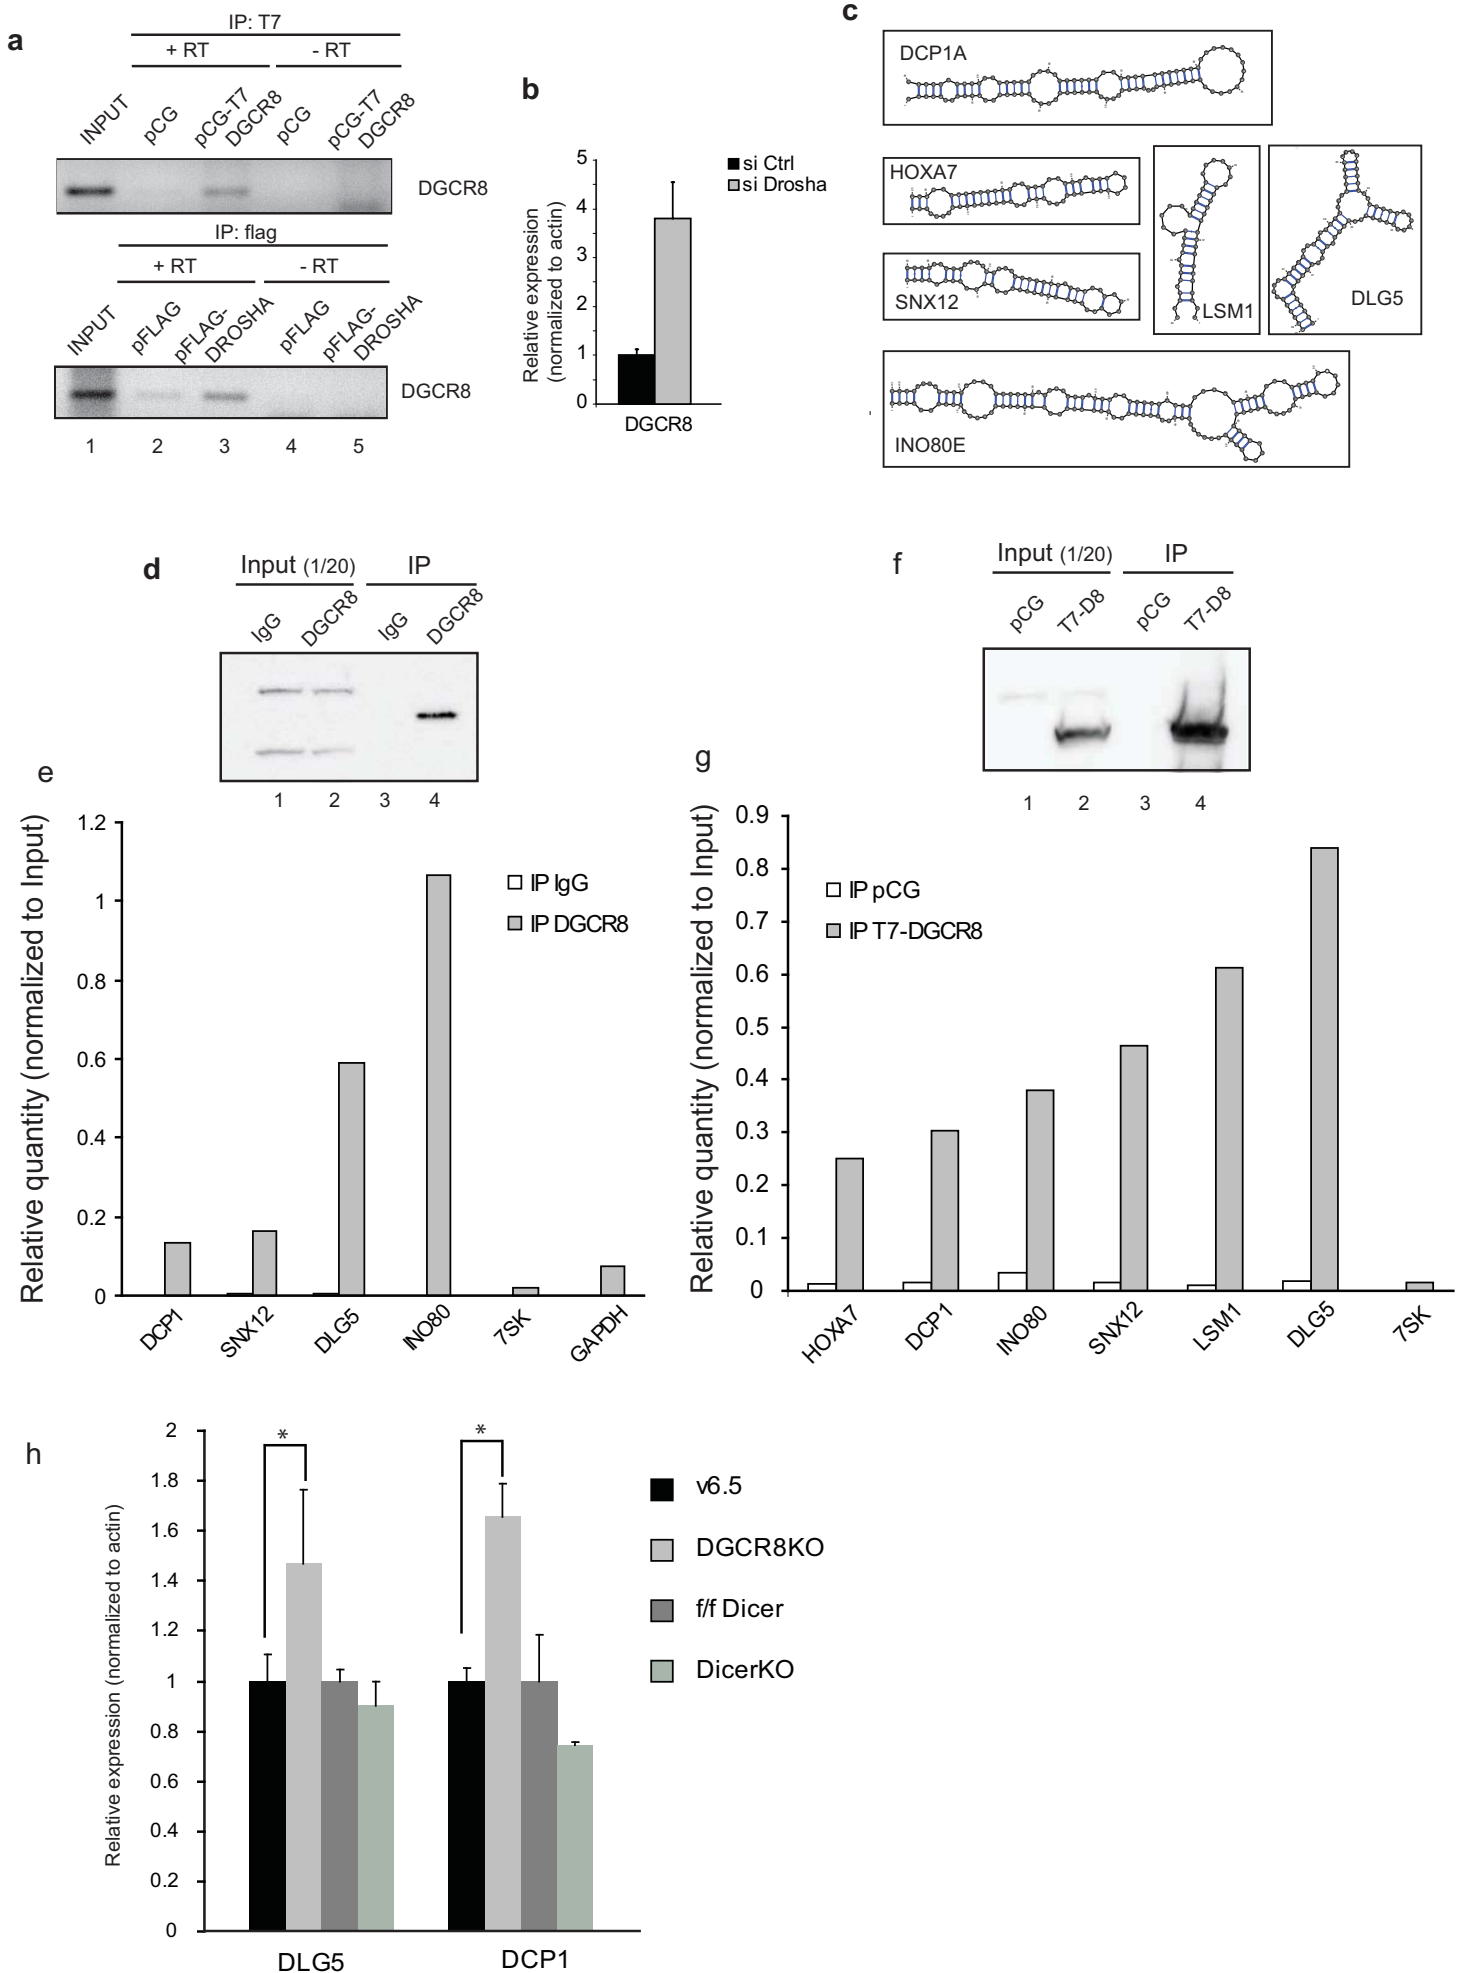 a
IP: T7
+ RT
- RT
INPUT
pCG
pCG-T7
DGCR8
pCG
pCG-T7
DGCR8
DGCR8
IP: flag
+ RT
- RT
INPUT
pFLAG
pFLAG-
DROSHA
pFLAG
pFLAG-
DROSHA
DGCR8
1 2 3 4 5
b
Relative expression
(normalized to actin)
5
4
3
2
1
0
si Ctrl
si Drosha
DGCR8
c
DCP1A
HOXA7
SNX12
LSM1
DLG5
INO80E
d
Input (1/20)
IP
IgG
DGCR8
IgG
DGCR8
1 2 3 4
e
Relative quantity (normalized to Input)
1.2
1
0.8
0.6
0.4
0.2
0
IP IgG
IP DGCR8
DCP1
SNX12
DLG5
INO80
7SK
GAPDH
f
Input (1/20)
IP
pCG
T7-D8
pCG
T7-D8
1 2 3 4
g
Relative quantity (normalized to Input)
0.9
0.8
0.7
0.6
0.5
0.4
0.3
0.2
0.1
0
IP pCG
IP T7-DGCR8
HOXA7
DCP1
INO80
SNX12
LSM1
DLG5
7SK
h
Relative expression (normalized to actin)
2
1.8
1.6
1.4
1.2
1
0.8
0.6
0.4
0.2
0
*
*
v6.5
DGCR8KO
f/f Dicer
DicerKO
DLG5
DCP1